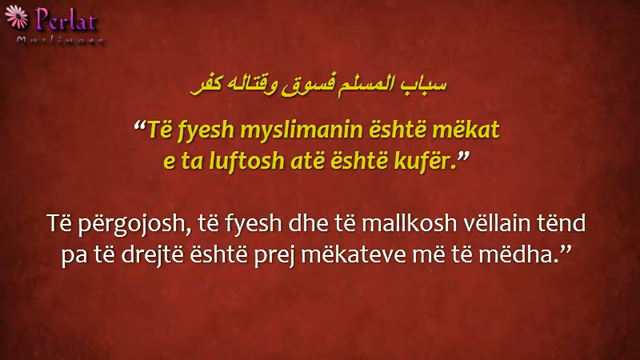 Perlat
Muslimane
سباب المسلم فسوق وقتاله كفر
“Të fyesh myslimanin është mëkat
e ta luftosh atë është kufër.”
Të përgojosh, të fyesh dhe të mallkosh vëllain tënd
pa të drejtë është prej mëkateve më të mëdha.”